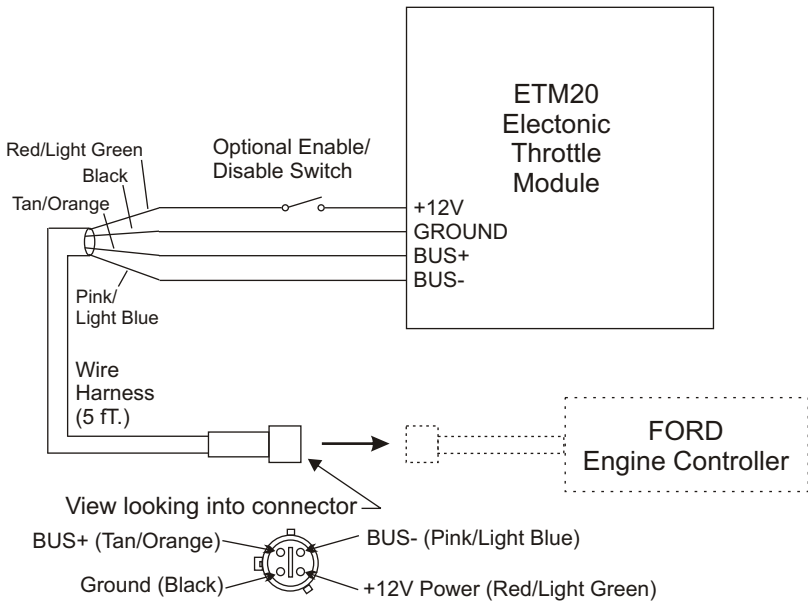 ETM20
Electonic
Throttle
Module
Optional Enable/
Disable Switch
Red/Light Green
Black
Tan/Orange
+12V
GROUND
BUS+
BUS-
Pink/
Light Blue
Wire
Harness
(5 fT.)
FORD
Engine Controller
View looking into connector
BUS+ (Tan/Orange)
BUS- (Pink/Light Blue)
Ground (Black)
+12V Power (Red/Light Green)